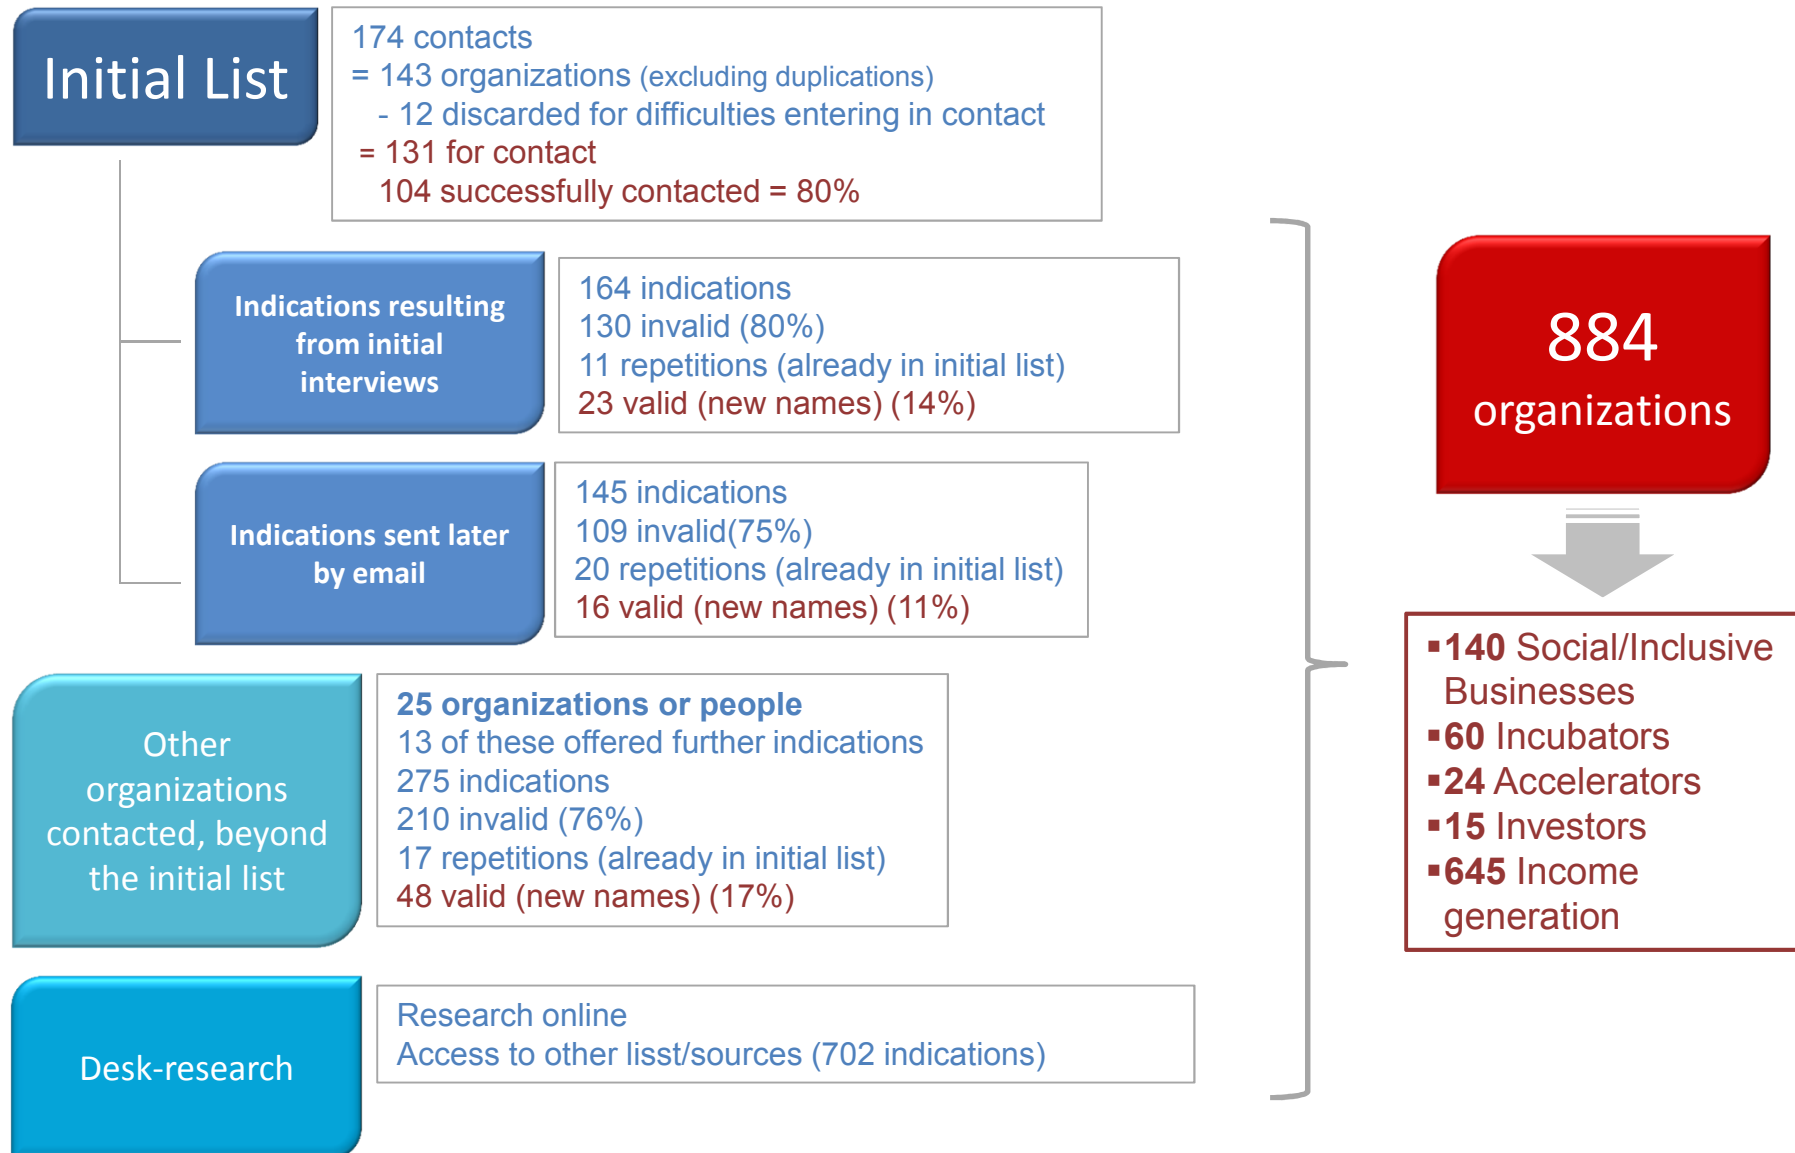 Initial List
174 contacts
= 143 organizations (excluding duplications)
- 12 discarded for difficulties entering in contact
= 131 for contact
104 successfully contacted = 80%
Indications resulting
from initial
interviews
164 indications
130 invalid (80%)
11 repetitions (already in initial list)
23 valid (new names) (14%)
Indications sent later
by email
145 indications
109 invalid(75%)
20 repetitions (already in initial list)
16 valid (new names) (11%)
Other
organizations
contacted, beyond
the initial list
25 organizations or people
13 of these offered further indications
275 indications
210 invalid (76%)
17 repetitions (already in initial list)
48 valid (new names) (17%)
Desk-research
Research online
Access to other lisst/sources (702 indications)
884
organizations
▪140 Social/Inclusive
Businesses
▪60 Incubators
▪24 Accelerators
▪15 Investors
▪645 Income
generation